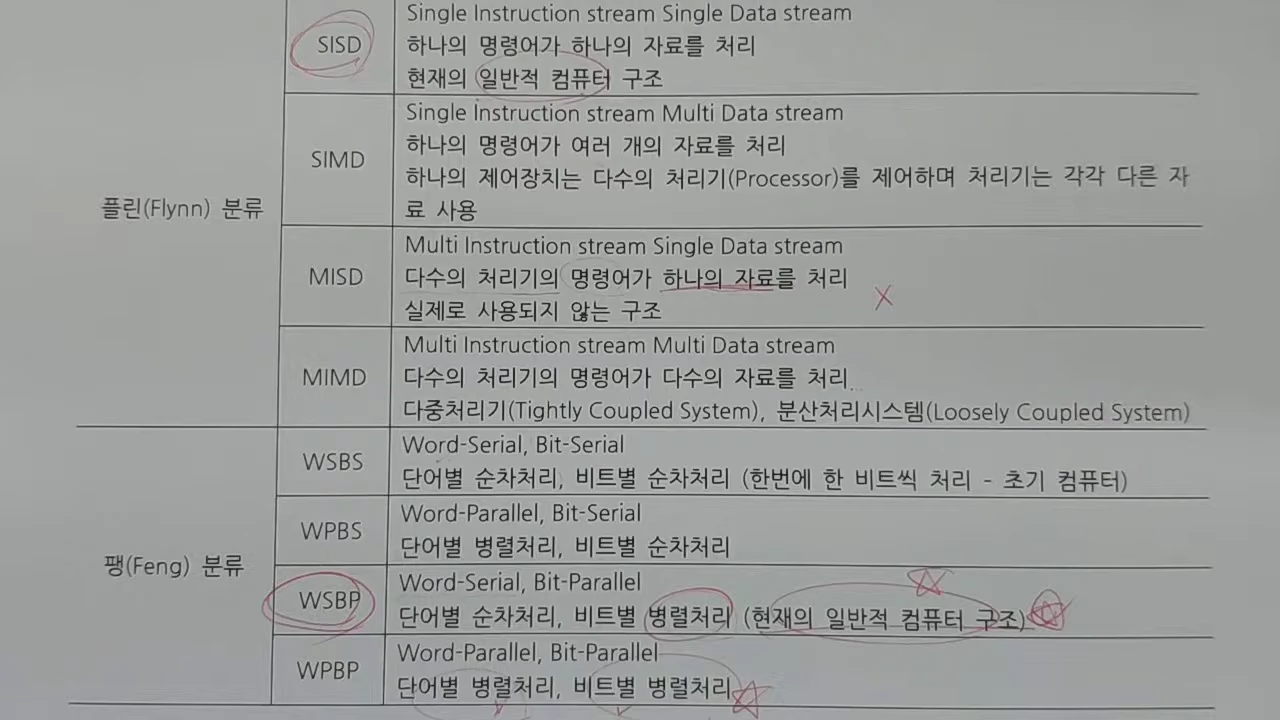 SISD
Single Instruction stream Single Data stream
하나의 명령어가 하나의 자료를 처리
현재의 일반적 컴퓨터 구조
플린(Flynn) 분류
SIMD
Single Instruction stream Multi Data stream
하나의 명령어가 여러 개의 자료를 처리
하나의 제어장치는 다수의 처리기(Processor)를 제어하며 처리기는 각각 다른 자
료 사용
MISD
Multi Instruction stream Single Data stream
다수의 처리기의 명령어가 하나의 자료를 처리
실제로 사용되지 않는 구조
MIMD
Multi Instruction stream Multi Data stream
다수의 처리기의 명령어가 다수의 자료를 처리
다중처리기(Tightly Coupled System), 분산처리시스템(Loosely Coupled System)
팽(Feng) 분류
WSBS
Word-Serial, Bit-Serial
단어별 순차처리, 비트별 순차처리 (한번에 한 비트씩 처리 - 초기 컴퓨터)
WPBS
Word-Parallel, Bit-Serial
단어별 병렬처리, 비트별 순차처리
WSBP
Word-Serial, Bit-Parallel
단어별 순차처리, 비트별 병렬처리 (현재의 일반적 컴퓨터 구조)
WPBP
Word-Parallel, Bit-Parallel
단어별 병렬처리, 비트별 병렬처리